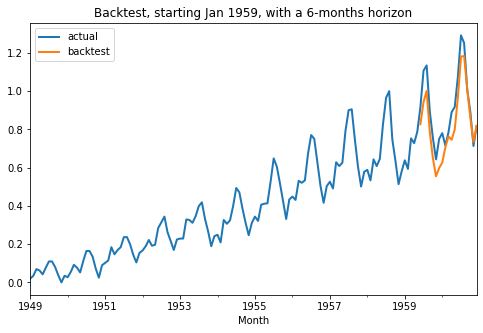 Backtest, starting Jan 1959, with a 6-months horizon
actual
backtest
1.2
1.0
0.8
0.6
0.4
0.2
0.0
1949 1951 1953 1955 1957 1959
Month